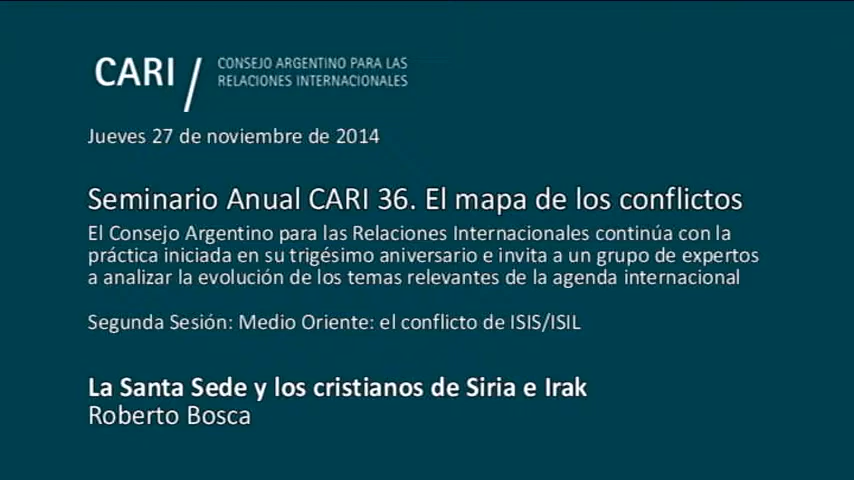 CARI /
CONSEJO ARGENTINO PARA LAS
RELACIONES INTERNACIONALES
Jueves 27 de noviembre de 2014
Seminario Anual CARI 36. El mapa de los conflictos
El Consejo Argentino para las Relaciones Internacionales continúa con la
práctica iniciada en su trigésimo aniversario e invita a un grupo de expertos
a analizar la evolución de los temas relevantes de la agenda internacional
Segunda Sesión: Medio Oriente: el conflicto de ISIS/ISIL
La Santa Sede y los cristianos de Siria e Irak
Roberto Bosca